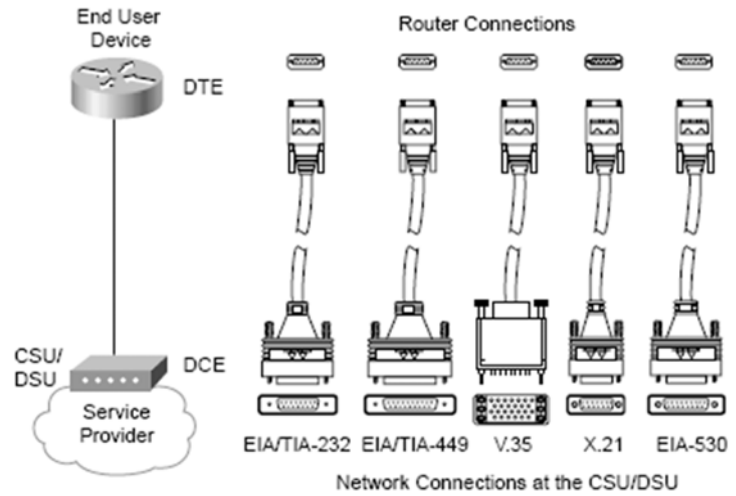 End User
Device
DTE
CSU/
DSU
DCE
Service
Provider
Router Connections
EIA/TIA-232 EIA/TIA-449 V.35 X.21 EIA-530
Network Connections at the CSU/DSU